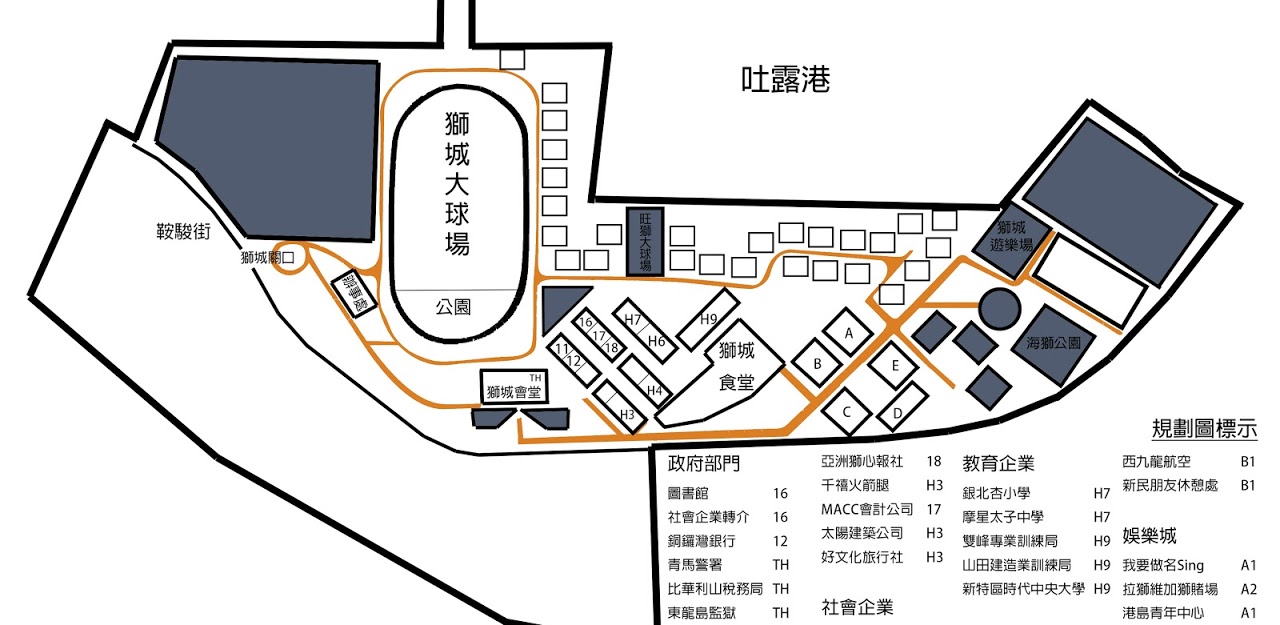 吐露港
獅城大球場
公園
鞍駿街
獅城關口
辦事處
旺獅大球場
獅城
遊樂場
海獅公園
16
17
18
11
12
H7
H6
H9
H4
H3
獅城
食堂
TH
獅城會堂
A
B
C
D
E
規劃圖標示
政府部門
圖書館 16
社會企業轉介 16
銅鑼灣銀行 12
青馬警署 TH
比華利山稅務局 TH
東龍島監獄 TH
亞洲獅心報社 18
千禧火箭腿 H3
MACC會計公司 17
太陽建築公司 H3
好文化旅行社 H3
社會企業
教育企業
銀北杏小學 H7
摩星太子中學 H7
雙峰專業訓練局 H9
山田建造業訓練局 H9
新特區時代中央大學 H9
西九龍航空 B1
新民朋友休憩處 B1
娛樂城
我要做名Sing A1
拉獅維加獅賭場 A2
港島青年中心 A1